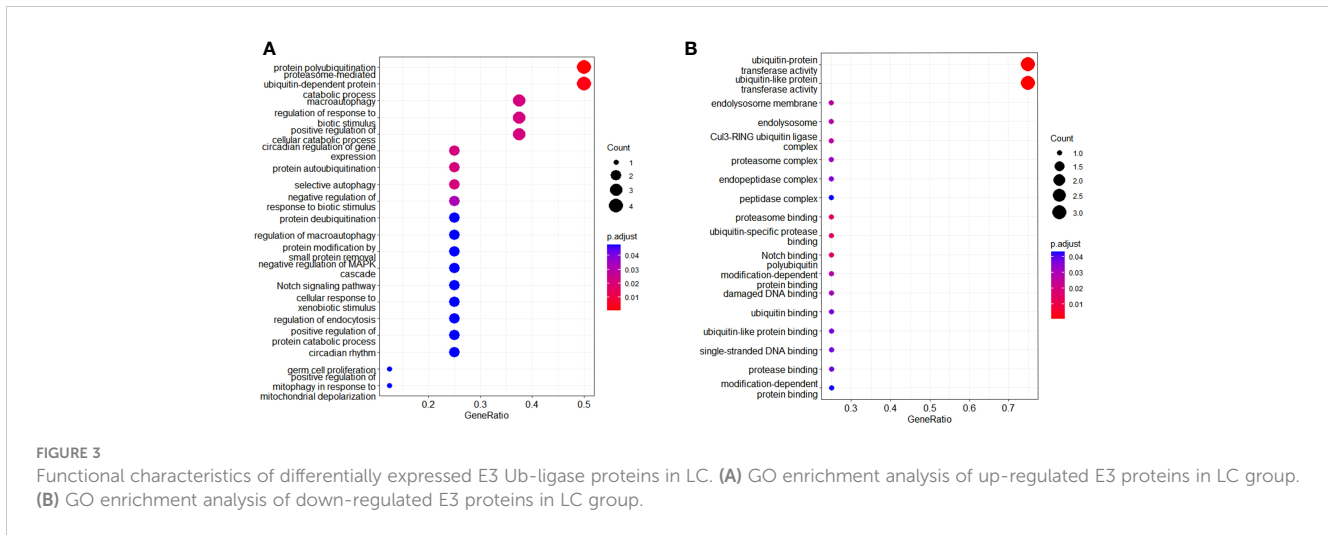 A
protein polyubiquitination
proteasome-mediated
ubiquitin-dependent protein
catabolic process
macroautophagy
regulation of response to
biotic stimulus
positive regulation of
cellular catabolic process
circadian regulation of gene
expression
protein autoubiquitination
selective autophagy
negative regulation of
response to biotic stimulus
protein deubiquitination
regulation of macroautophagy
protein modification by
small protein removal
negative regulation of MAPK
cascade
Notch signaling pathway
cellular response to
xenobiotic stimulus
regulation of endocytosis
positive regulation of
protein catabolic process
circadian rhythm
germ cell proliferation
positive regulation of
mitophagy in response to
mitochondrial depolarization
0.2 0.3 0.4 0.5
GeneRatio
Count
1
2
3
4
p.adjust
0.04
0.03
0.02
0.01
B
ubiquitin-protein
transferase activity
ubiquitin-like protein
transferase activity
endolysosome membrane
endolysosome
Cul3-RING ubiquitin ligase
complex
proteasome complex
endopeptidase complex
peptidase complex
proteasome binding
ubiquitin-specific protease
binding
Notch binding
polyubiquitin
modification-dependent
protein binding
damaged DNA binding
ubiquitin binding
ubiquitin-like protein binding
single-stranded DNA binding
protease binding
modification-dependent
protein binding
0.3 0.4 0.5 0.6 0.7
GeneRatio
Count
1.0
1.5
2.0
2.5
3.0
p.adjust
0.04
0.03
0.02
0.01
FIGURE 3
Functional characteristics of differentially expressed E3 Ub-ligase proteins in LC. (A) GO enrichment analysis of up-regulated E3 proteins in LC group.
(B) GO enrichment analysis of down-regulated E3 proteins in LC group.